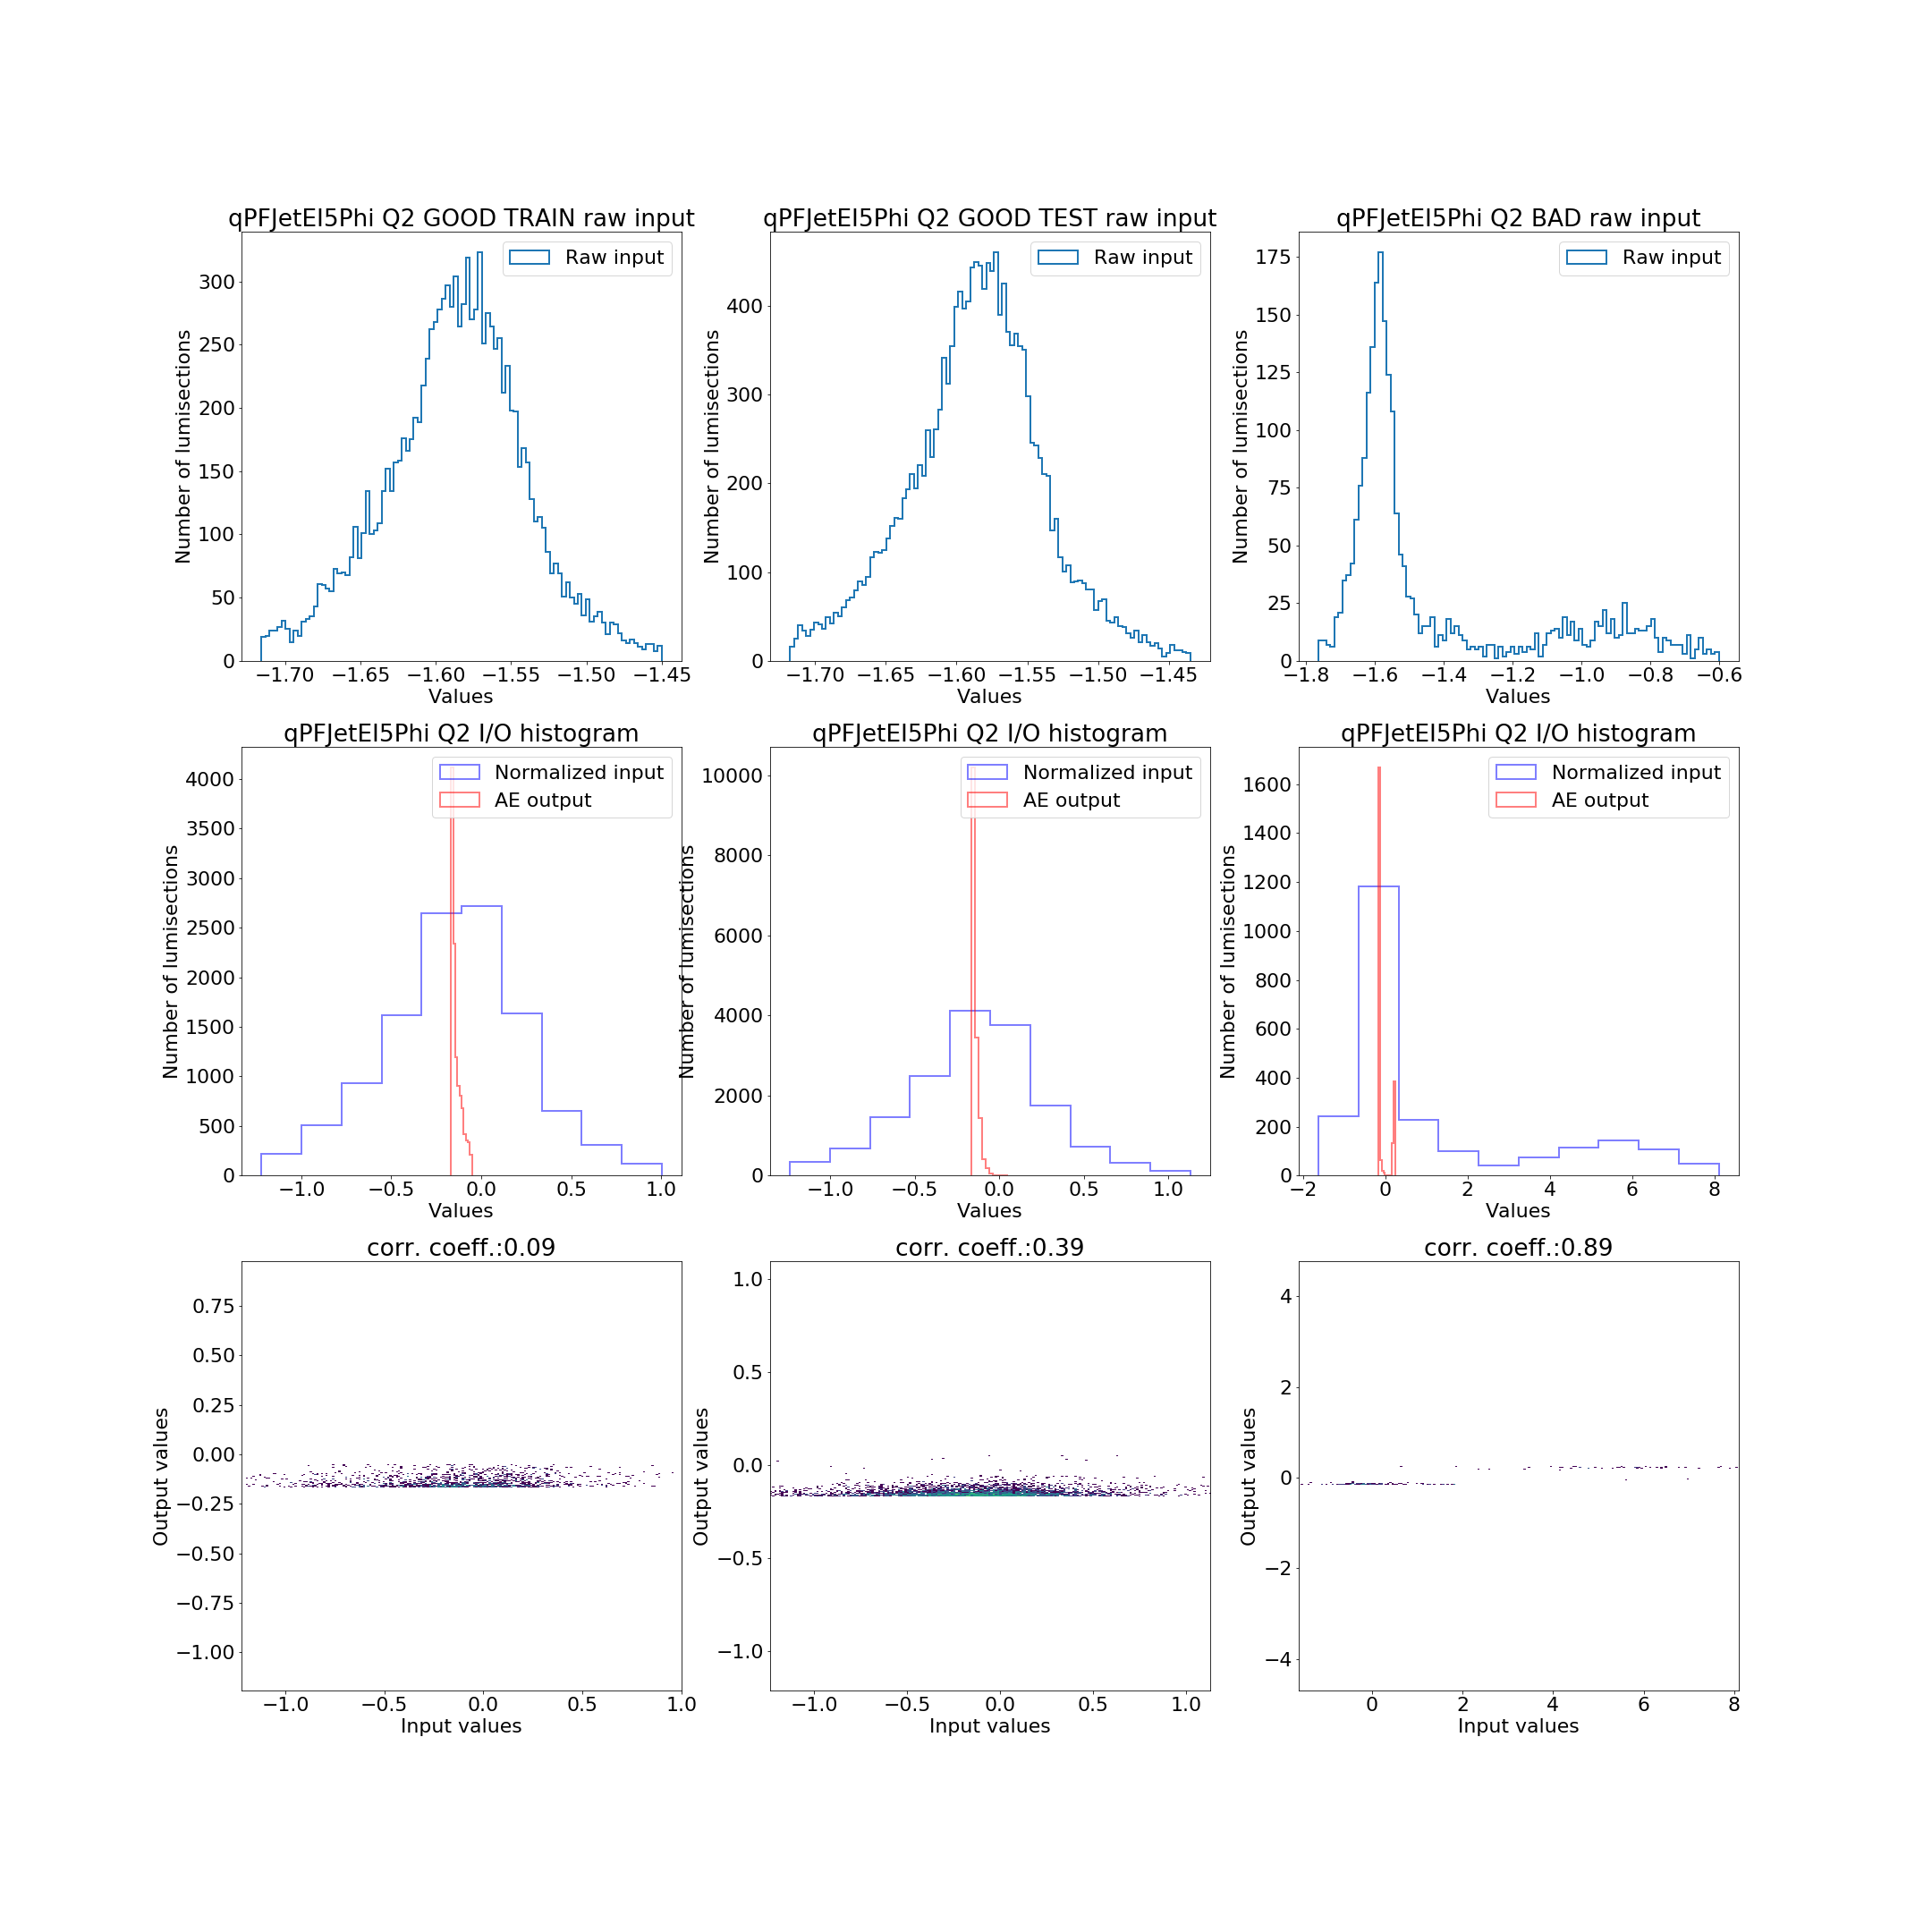 qPFJetEI5Phi Q2 GOOD TRAIN raw input
Raw input
Number of lumisections
300
250
200
150
100
50
0
−1.70 −1.65 −1.60 −1.55 −1.50 −1.45
Values
qPFJetEI5Phi Q2 GOOD TEST raw input
Raw input
Number of lumisections
400
300
200
100
0
−1.70 −1.65 −1.60 −1.55 −1.50 −1.45
Values
qPFJetEI5Phi Q2 BAD raw input
Raw input
Number of lumisections
175
150
125
100
75
50
25
0
−1.8 −1.6 −1.4 −1.2 −1.0 −0.8 −0.6
Values
qPFJetEI5Phi Q2 I/O histogram
Normalized input
AE output
Number of lumisections
4000
3500
3000
2500
2000
1500
1000
500
0
−1.0 −0.5 0.0 0.5 1.0
Values
qPFJetEI5Phi Q2 I/O histogram
Normalized input
AE output
Number of lumisections
10000
8000
6000
4000
2000
0
−1.0 −0.5 0.0 0.5 1.0
Values
qPFJetEI5Phi Q2 I/O histogram
Normalized input
AE output
Number of lumisections
1600
1400
1200
1000
800
600
400
200
0
−2 0 2 4 6 8
Values
corr. coeff.:0.09
Output values
0.75
0.50
0.25
0.00
−0.25
−0.50
−0.75
−1.00
−1.0 −0.5 0.0 0.5 1.0
Input values
corr. coeff.:0.39
Output values
1.0
0.5
0.0
−0.5
−1.0
−1.0 −0.5 0.0 0.5 1.0
Input values
corr. coeff.:0.89
Output values
4
2
0
−2
−4
0 2 4 6 8
Input values